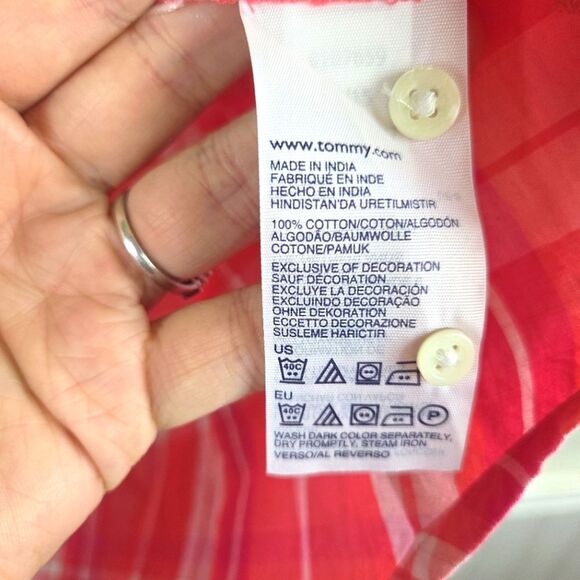 www.tommy.com
MADE IN INDIA
FABRIQUÉ EN INDE
HECHO EN INDIA
HINDISTAN'DA URETILMISTIR
100% COTTON/COTON/ALGODÓN
ALGODÃO/BAUMWOLLE
COTONE/PAMUK
EXCLUSIVE OF DECORATION
SAUF DÉCORATION
EXCLUYE LA DECORACIÓN
EXCLUINDO DECORAÇÃO
OHNE DEKORATION
ECCETTO DECORAZIONE
SUSLEME HARICTIR
US
40C
EU
40C P
WASH DARK COLOR SEPARATELY,
DRY PROMPTLY, STEAM IRON
VERSO/AL REVERSO